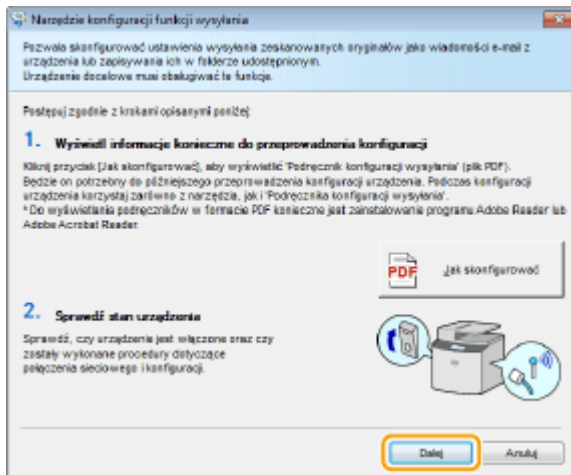 Narzędzie konfiguracji funkcji wysyłania
Pozwala skonfigurować ustawienia wysyłania zeskanowanych oryginałów jako wiadomości e-mail z
urządzenia lub zapisywania ich w folderze udostępnionym.
Urządzenie docelowe musi obsługiwać te funkcje.
Postępuj zgodnie z krokami opisanymi poniżej:
1. Wyświetl informacje konieczne do przeprowadzenia konfiguracji
Kliknij przycisk [Jak skonfigurować], aby wyświetlić 'Podręcznik konfiguracji wysyłania' (plik PDF).
Będzie on potrzebny do późniejszego przeprowadzenia konfiguracji urządzenia. Podczas konfiguracji
urządzenia korzystaj zarówno z narzędzia, jak i 'Podręcznika konfiguracji wysyłania'.
* Do wyświetlania podręczników w formacie PDF konieczne jest zainstalowanie programu Adobe Reader lub
Adobe Acrobat Reader.
PDF Jak skonfigurować
2. Sprawdź stan urządzenia
Sprawdź, czy urządzenie jest włączone oraz czy
zostały wykonane procedury dotyczące
połączenia sieciowego i konfiguracji.
Dalej Anuluj